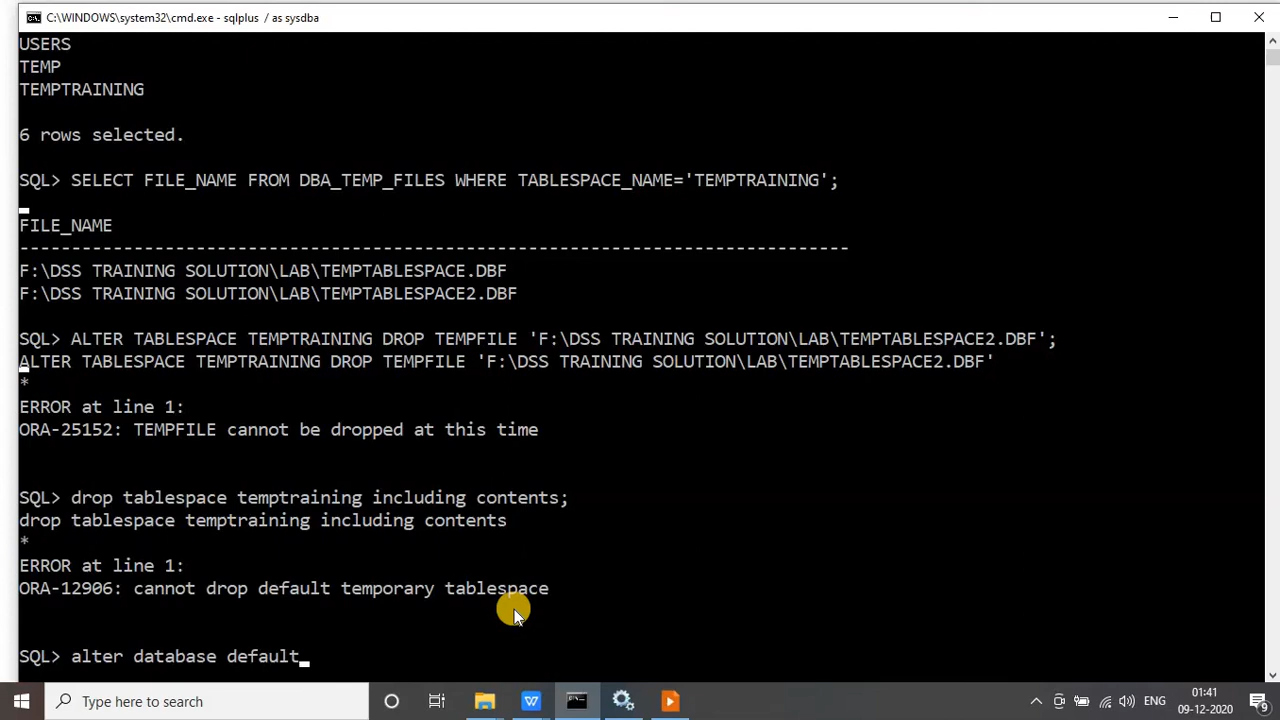 C:\WINDOWS\system32\cmd.exe - sqlplus / as sysdba
USERS
TEMP
TEMPTRAINING
6 rows selected.
SQL> SELECT FILE_NAME FROM DBA_TEMP_FILES WHERE TABLESPACE_NAME='TEMPTRAINING';
FILE_NAME
--------------------------------------------------------------------------------
F:\DSS TRAINING SOLUTION\LAB\TEMPTABLESPACE.DBF
F:\DSS TRAINING SOLUTION\LAB\TEMPTABLESPACE2.DBF
SQL> ALTER TABLESPACE TEMPTRAINING DROP TEMPFILE 'F:\DSS TRAINING SOLUTION\LAB\TEMPTABLESPACE2.DBF';
ALTER TABLESPACE TEMPTRAINING DROP TEMPFILE 'F:\DSS TRAINING SOLUTION\LAB\TEMPTABLESPACE2.DBF'
*
ERROR at line 1:
ORA-25152: TEMPFILE cannot be dropped at this time
SQL> drop tablespace temptraining including contents;
drop tablespace temptraining including contents
*
ERROR at line 1:
ORA-12906: cannot drop default temporary tablespace
SQL> alter database default
Type here to search
ENG
01:41
09-12-2020
9